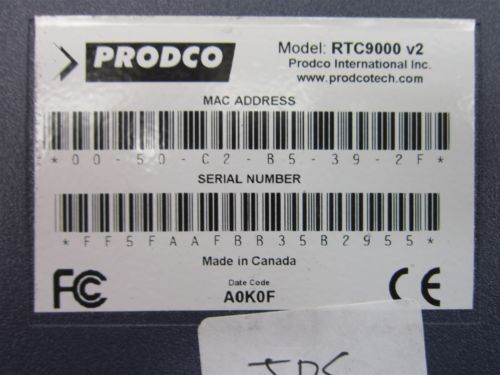 PRODCO
Model: RTC9000 v2
Prodco International Inc.
www.prodcotech.com
MAC ADDRESS
*00-50-C2-B5-39-2F*
SERIAL NUMBER
*FF5FAAFBB35B2955*
Made in Canada
Date Code
A0K0F
FC
CE